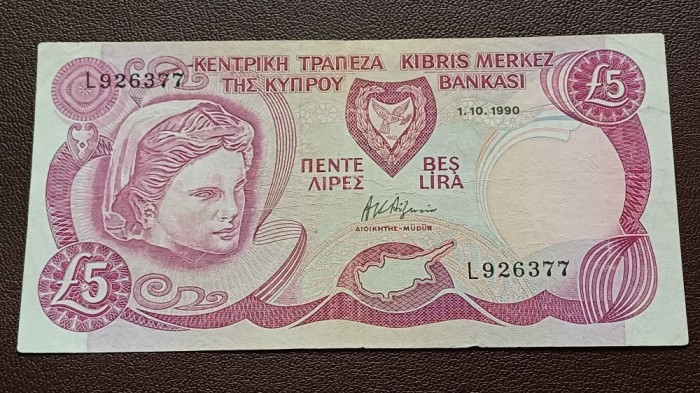 ΚΕΝΤΡΙΚΗ ΤΡΑΠΕΖΑ KIBRIS MERKEZ
ΤΗΣ ΚΥΠΡΟΥ BANKASI
L926377
£5
1.10.1990
ΠΕΝΤΕ BEŞ
ΛΙΡΕΣ LİRA
ΔΙΟΙΚΗΤΗΣ-MÜDÜR
L926377
£5